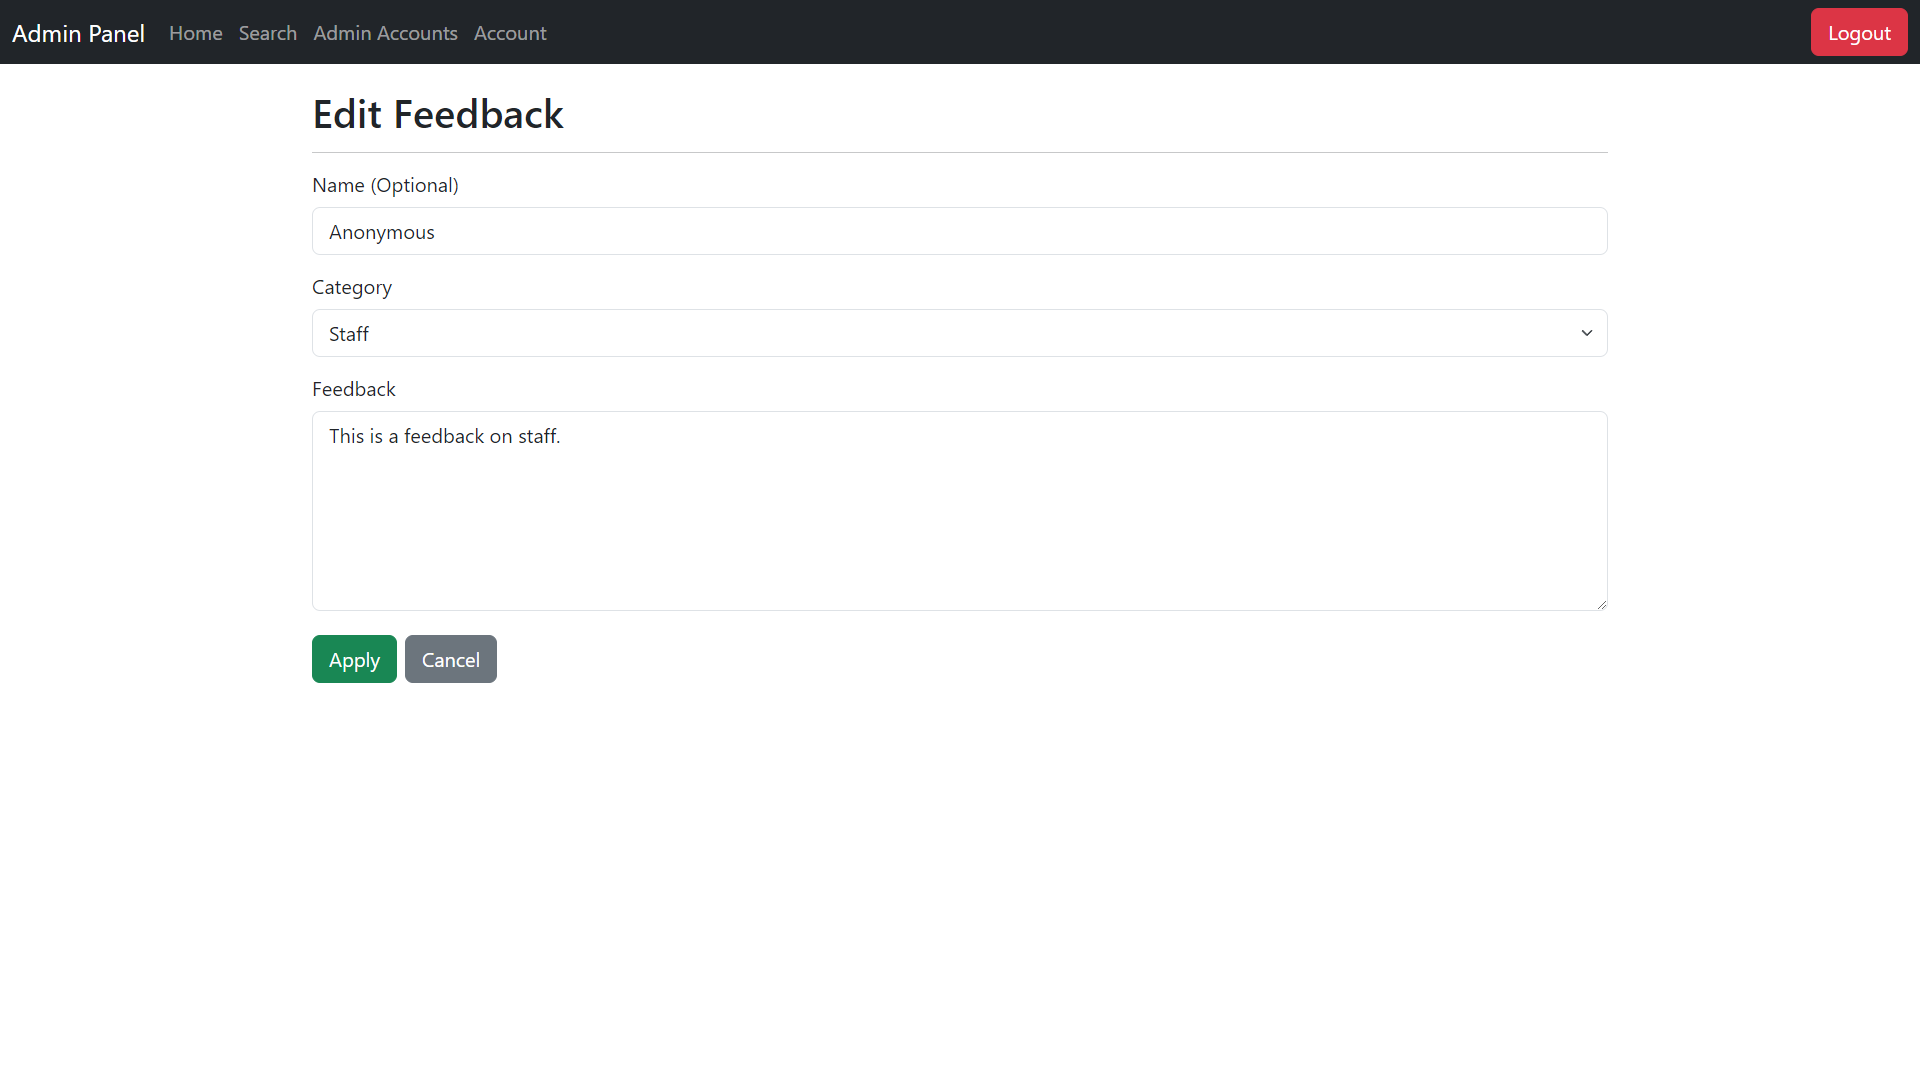 Admin Panel Home Search Admin Accounts Account Logout
Edit Feedback
Name (Optional)
Anonymous
Category
Staff
Feedback
This is a feedback on staff.
Apply Cancel